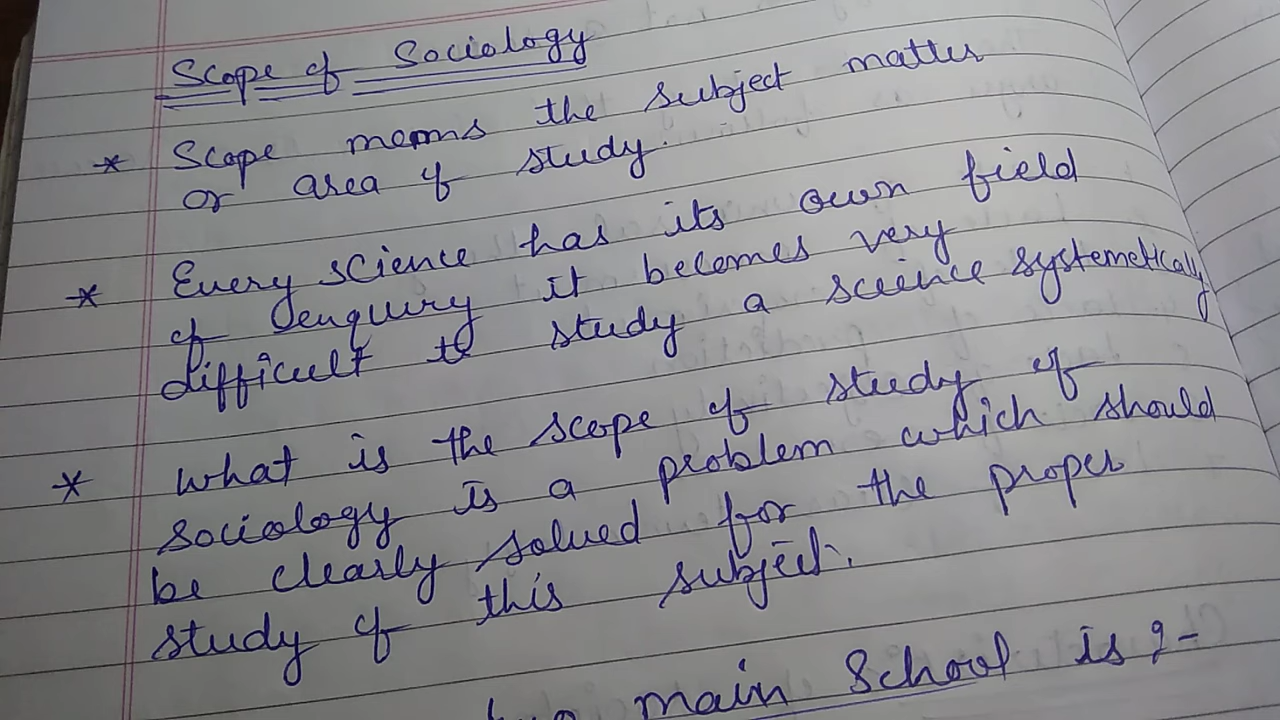 Scope of Sociology
* Scope means the subject matter
or area of study.
* Every science has its own field
of enquury it becomes very
difficult to study a science systemetically
* What is the scope of study of
sociology is a problem which should
be clearly solved for the proper
study of this subject.
main School is :-